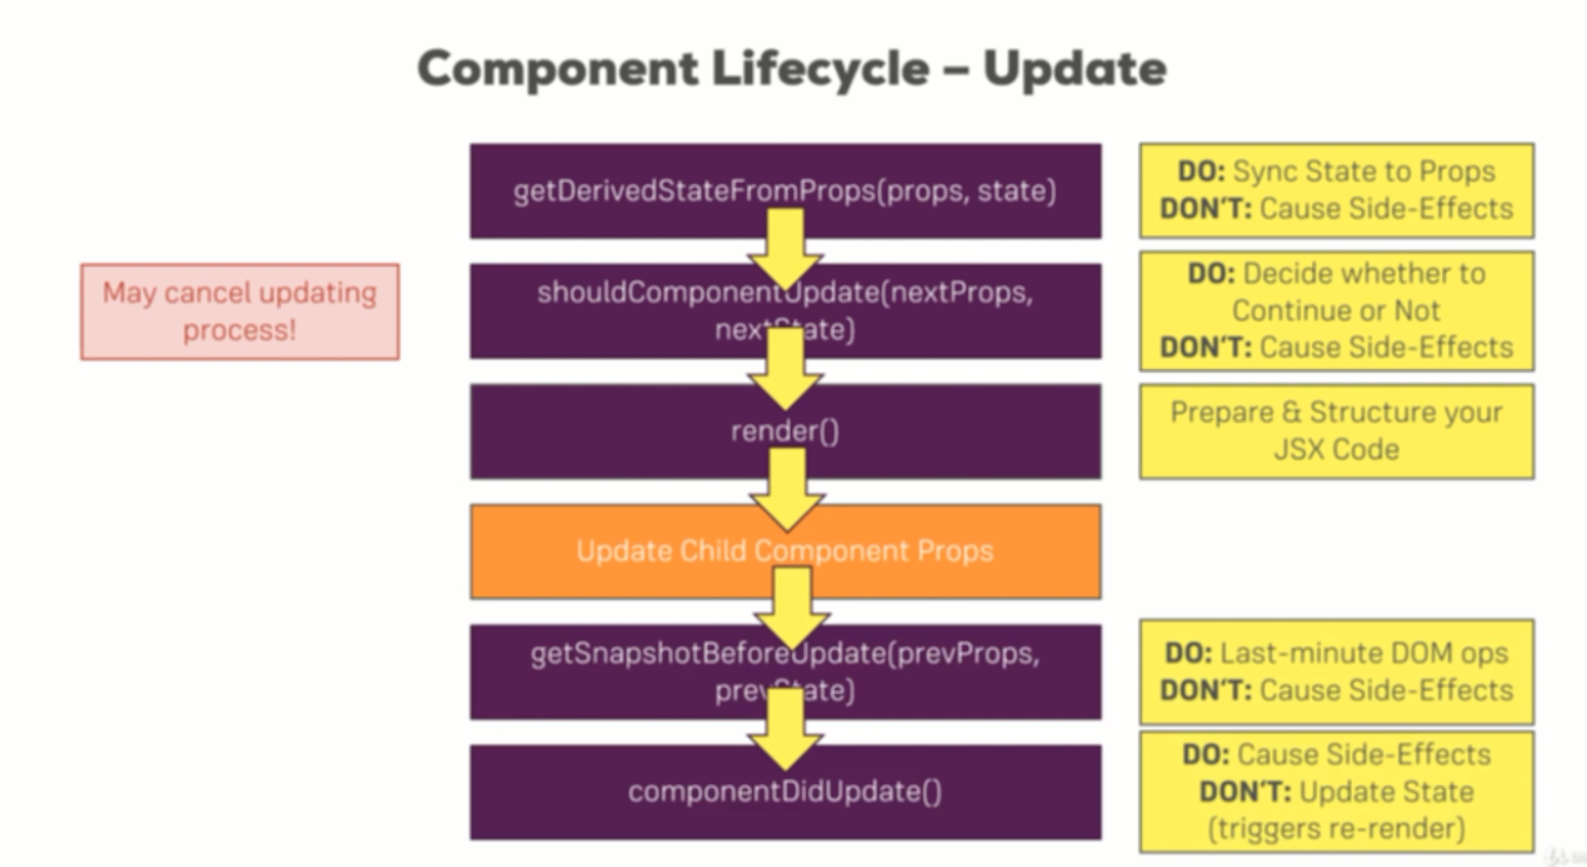 Component Lifecycle – Update
getDerivedStateFromProps(props, state)
DO: Sync State to Props
DON'T: Cause Side-Effects
May cancel updating
process!
shouldComponentUpdate(nextProps,
nextState)
DO: Decide whether to
Continue or Not
DON'T: Cause Side-Effects
render()
Prepare & Structure your
JSX Code
Update Child Component Props
getSnapshotBeforeUpdate(prevProps,
prevState)
DO: Last-minute DOM ops
DON'T: Cause Side-Effects
componentDidUpdate()
DO: Cause Side-Effects
DON'T: Update State
(triggers re-render)